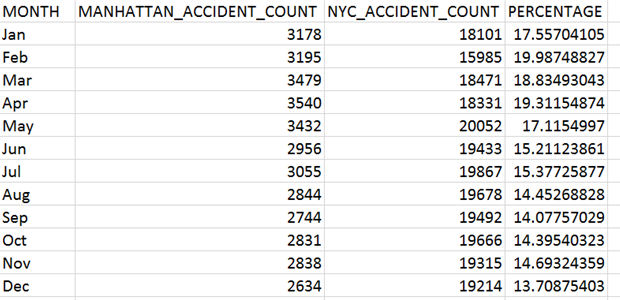 MONTH MANHATTAN_ACCIDENT_COUNT NYC_ACCIDENT_COUNT PERCENTAGE
Jan 3178 18101 17.55704105
Feb 3195 15985 19.98748827
Mar 3479 18471 18.83493043
Apr 3540 18331 19.31154874
May 3432 20052 17.1154997
Jun 2956 19433 15.21123861
Jul 3055 19867 15.37725877
Aug 2844 19678 14.45268828
Sep 2744 19492 14.07757029
Oct 2831 19666 14.39540323
Nov 2838 19315 14.69324359
Dec 2634 19214 13.70875403